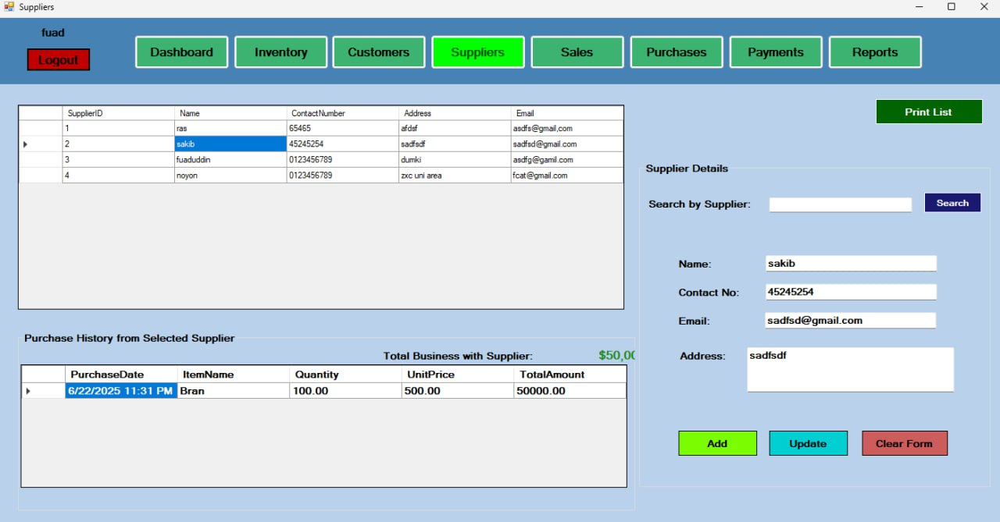 Suppliers
fuad
Logout
Dashboard Inventory Customers Suppliers Sales Purchases Payments Reports
SupplierID Name ContactNumber Address Email
1 ras 65465 afdsf asdfs@gmail,com
2 sakib 45245254 sadfsdf sadfsd@gmail.com
3 fuaduddin 0123456789 dumki asdfg@gamil.com
4 noyon 0123456789 zxc uni area fcat@gmail.com
Print List
Supplier Details
Search by Supplier: Search
Name: sakib
Contact No: 45245254
Email: sadfsd@gmail.com
Address: sadfsdf
Add Update Clear Form
Purchase History from Selected Supplier
Total Business with Supplier: $50,00
PurchaseDate ItemName Quantity UnitPrice TotalAmount
6/22/2025 11:31 PM Bran 100.00 500.00 50000.00